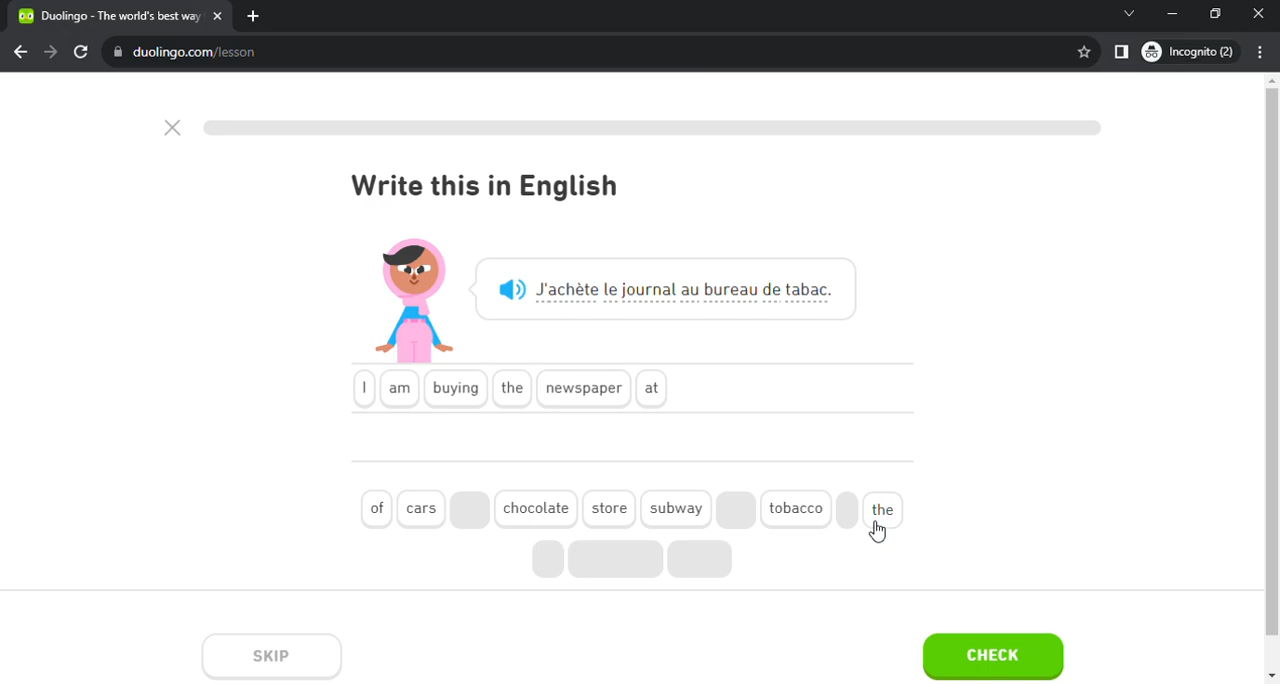 Duolingo - The world's best way
duolingo.com/lesson
Incognito (2)
Write this in English
J'achète le journal au bureau de tabac.
I am buying the newspaper at
of cars chocolate store subway tobacco the
SKIP
CHECK